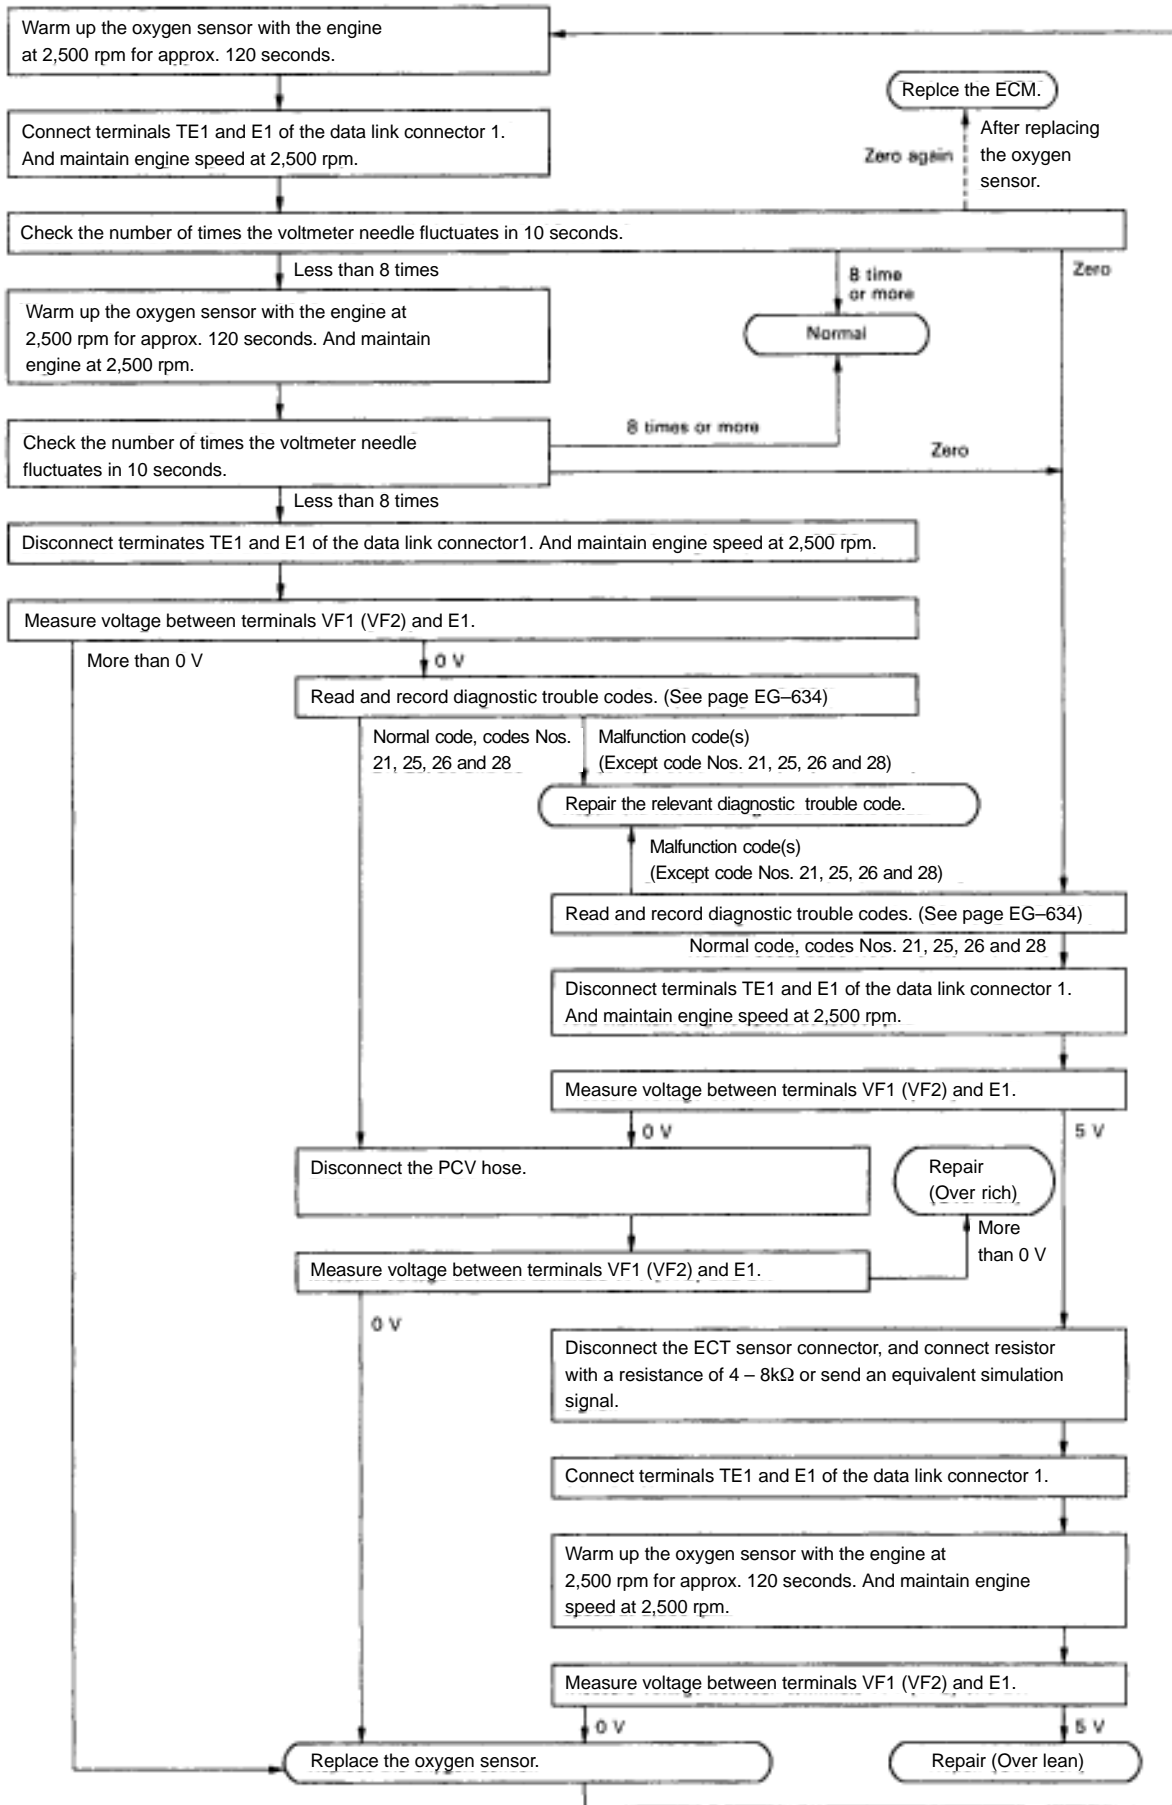 Warm up the oxygen sensor with the engine
at 2,500 rpm for approx. 120 seconds.
Replce the ECM.
Connect terminals TE1 and E1 of the data link connector 1.
And maintain engine speed at 2,500 rpm.
Zero again
After replacing
the oxygen
sensor.
Check the number of times the voltmeter needle fluctuates in 10 seconds.
Less than 8 times
8 time
or more
Zero
Warm up the oxygen sensor with the engine at
2,500 rpm for approx. 120 seconds. And maintain
engine at 2,500 rpm.
Normal
Check the number of times the voltmeter needle
fluctuates in 10 seconds.
8 times or more
Zero
Less than 8 times
Disconnect terminates TE1 and E1 of the data link connector1. And maintain engine speed at 2,500 rpm.
Measure voltage between terminals VF1 (VF2) and E1.
More than 0 V
0 V
Read and record diagnostic trouble codes. (See page EG–634)
Normal code, codes Nos.
21, 25, 26 and 28
Malfunction code(s)
(Except code Nos. 21, 25, 26 and 28)
Repair the relevant diagnostic trouble code.
Malfunction code(s)
(Except code Nos. 21, 25, 26 and 28)
Read and record diagnostic trouble codes. (See page EG–634)
Normal code, codes Nos. 21, 25, 26 and 28
Disconnect terminals TE1 and E1 of the data link connector 1.
And maintain engine speed at 2,500 rpm.
Measure voltage between terminals VF1 (VF2) and E1.
0 V
5 V
Disconnect the PCV hose.
Repair
(Over rich)
More
than 0 V
Measure voltage between terminals VF1 (VF2) and E1.
0 V
Disconnect the ECT sensor connector, and connect resistor
with a resistance of 4 – 8kΩ or send an equivalent simulation
signal.
Connect terminals TE1 and E1 of the data link connector 1.
Warm up the oxygen sensor with the engine at
2,500 rpm for approx. 120 seconds. And maintain engine
speed at 2,500 rpm.
Measure voltage between terminals VF1 (VF2) and E1.
0 V
5 V
Replace the oxygen sensor.
Repair (Over lean)